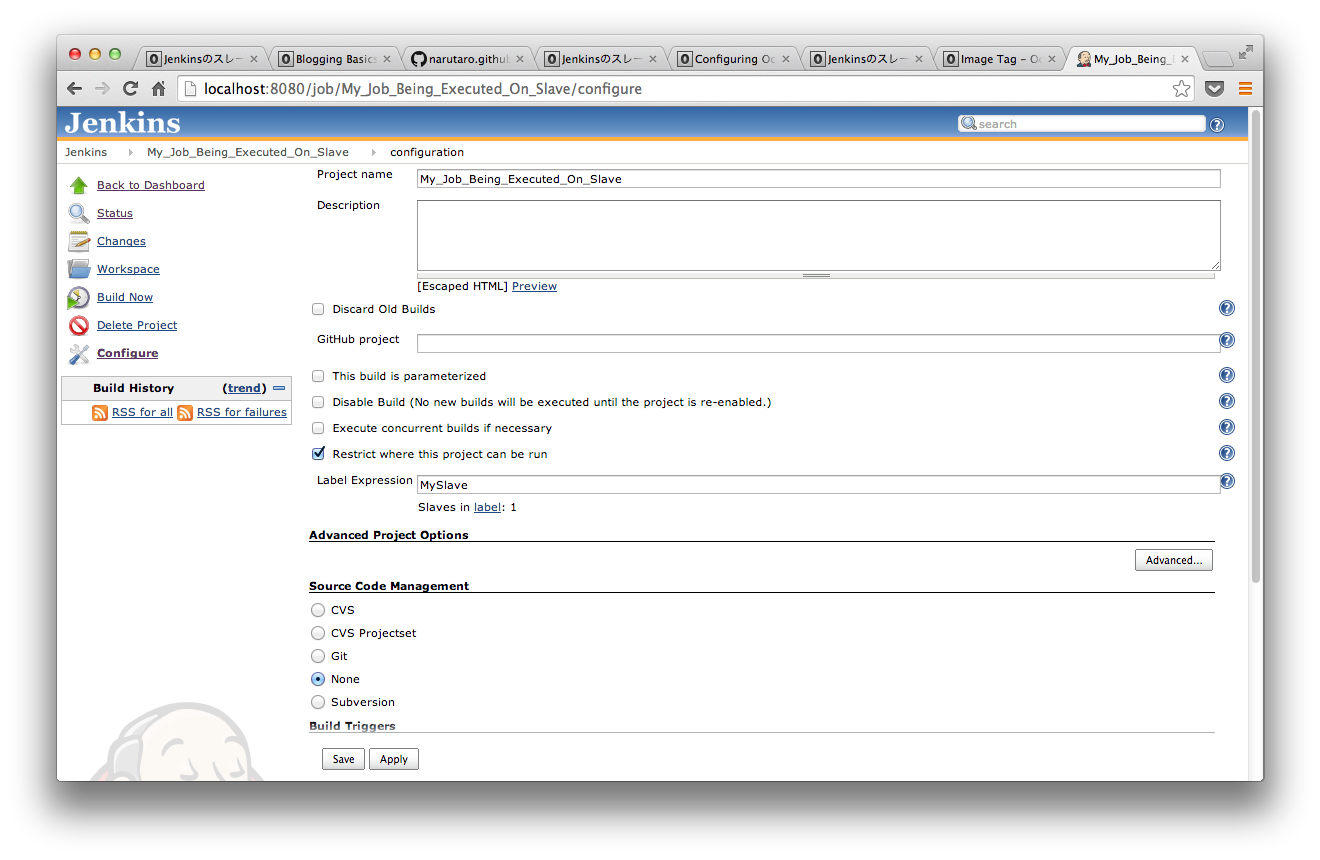 Jenkinsのスレー
Blogging Basics
narutaro.github
Jenkinsのスレー
Configuring Oc
Jenkinsのスレー
Image Tag – Oc
My_Job_Being_E
localhost:8080/job/My_Job_Being_Executed_On_Slave/configure
Jenkins
search
Jenkins My_Job_Being_Executed_On_Slave configuration
Back to Dashboard
Status
Changes
Workspace
Build Now
Delete Project
Configure
Build History (trend)
RSS for all RSS for failures
Project name My_Job_Being_Executed_On_Slave
Description
[Escaped HTML] Preview
Discard Old Builds
GitHub project
This build is parameterized
Disable Build (No new builds will be executed until the project is re-enabled.)
Execute concurrent builds if necessary
Restrict where this project can be run
Label Expression MySlave
Slaves in label: 1
Advanced Project Options
Advanced...
Source Code Management
CVS
CVS Projectset
Git
None
Subversion
Build Triggers
Save Apply